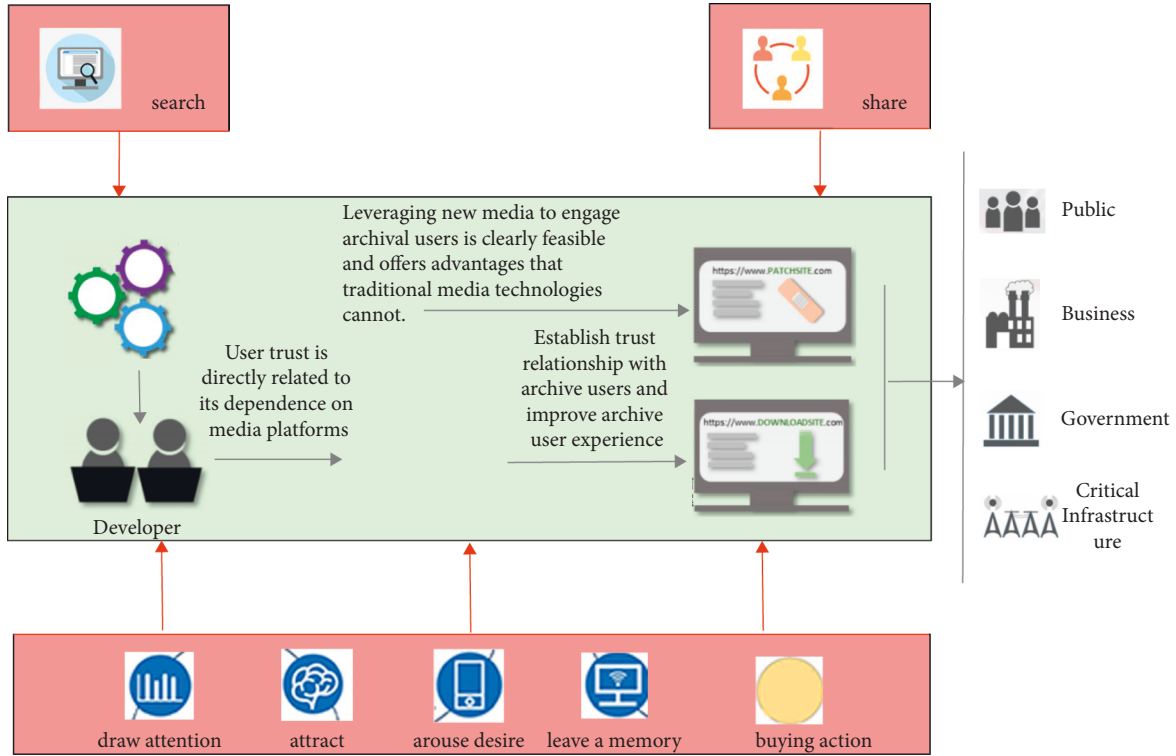 search
share
Leveraging new media to engage
archival users is clearly feasible
and offers advantages that
traditional media technologies
cannot.
https://www.PATCHSITE.com
User trust is
directly related to
its dependence on
media platforms
Establish trust
relationship with
archive users and
improve archive
user experience
https://www.DOWNLOADSITE.com
Developer
Public
Business
Government
Critical
Infrastruct
ure
draw attention
attract
arouse desire
leave a memory
buying action